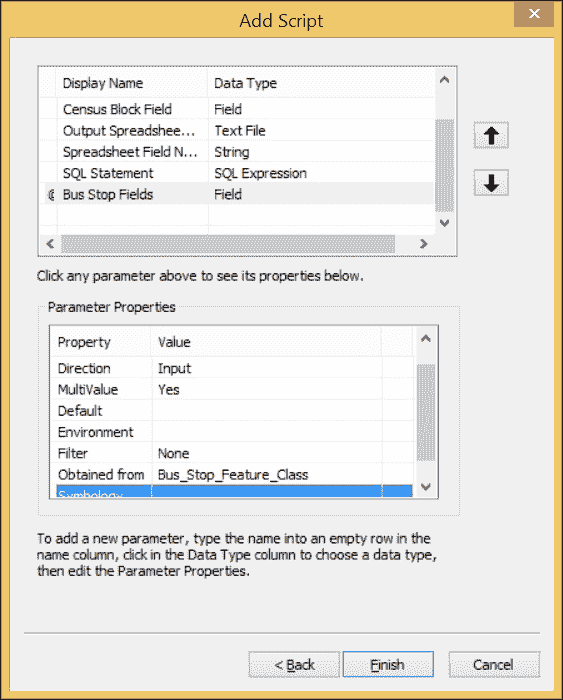 Add Script
Display Name Data Type
Census Block Field Field
Output Spreadshee... Text File
Spreadsheet Field N... String
SQL Statement SQL Expression
Bus Stop Fields Field
Click any parameter above to see its properties below.
Parameter Properties
Property Value
Direction Input
MultiValue Yes
Default
Environment
Filter None
Obtained from Bus_Stop_Feature_Class
Symbology
To add a new parameter, type the name into an empty row in the
name column, click in the Data Type column to choose a data type,
then edit the Parameter Properties.
< Back Finish Cancel